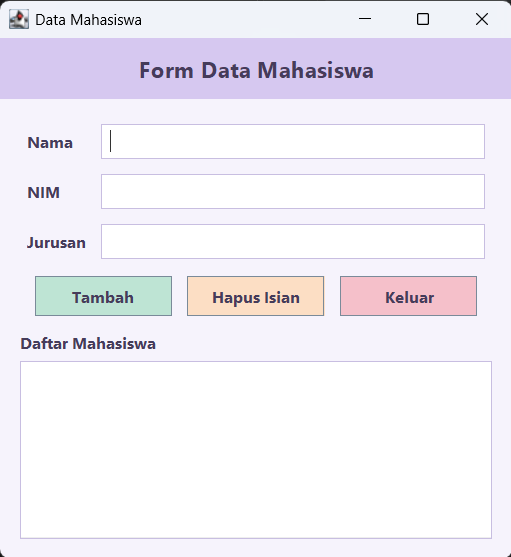 Data Mahasiswa
Form Data Mahasiswa
Nama
NIM
Jurusan
Tambah Hapus Isian Keluar
Daftar Mahasiswa